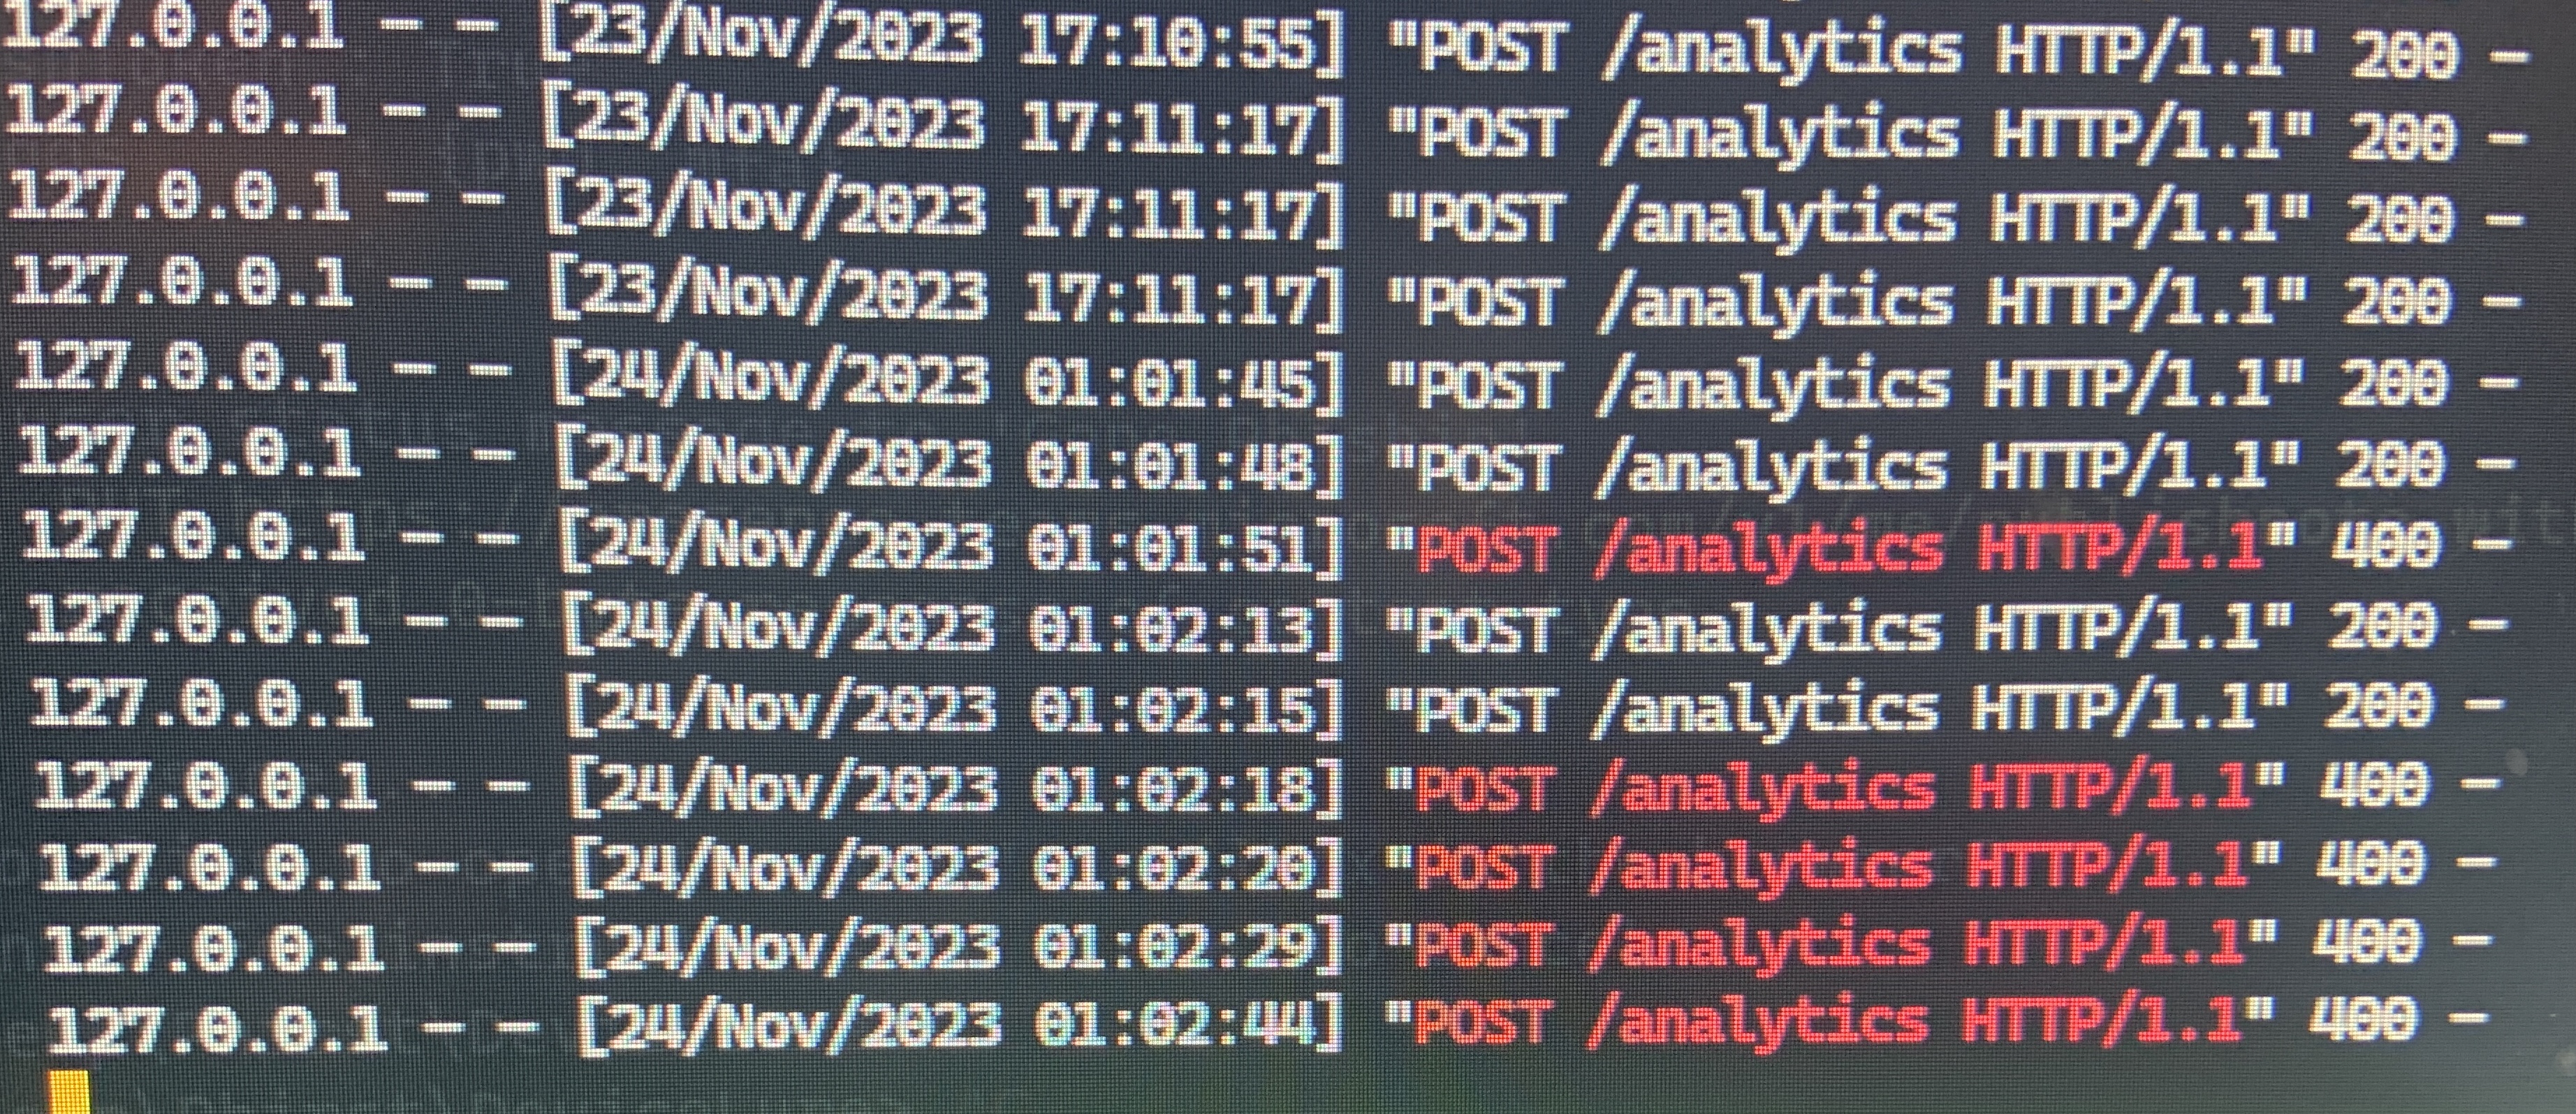 127.0.0.1 - - [23/Nov/2023 17:10:55] "POST /analytics HTTP/1.1" 200 -
127.0.0.1 - - [23/Nov/2023 17:11:17] "POST /analytics HTTP/1.1" 200 -
127.0.0.1 - - [23/Nov/2023 17:11:17] "POST /analytics HTTP/1.1" 200 -
127.0.0.1 - - [23/Nov/2023 17:11:17] "POST /analytics HTTP/1.1" 200 -
127.0.0.1 - - [24/Nov/2023 01:01:45] "POST /analytics HTTP/1.1" 200 -
127.0.0.1 - - [24/Nov/2023 01:01:48] "POST /analytics HTTP/1.1" 200 -
127.0.0.1 - - [24/Nov/2023 01:01:51] "POST /analytics HTTP/1.1" 400 -
127.0.0.1 - - [24/Nov/2023 01:02:13] "POST /analytics HTTP/1.1" 200 -
127.0.0.1 - - [24/Nov/2023 01:02:15] "POST /analytics HTTP/1.1" 200 -
127.0.0.1 - - [24/Nov/2023 01:02:18] "POST /analytics HTTP/1.1" 400 -
127.0.0.1 - - [24/Nov/2023 01:02:20] "POST /analytics HTTP/1.1" 400 -
127.0.0.1 - - [24/Nov/2023 01:02:29] "POST /analytics HTTP/1.1" 400 -
127.0.0.1 - - [24/Nov/2023 01:02:44] "POST /analytics HTTP/1.1" 400 -